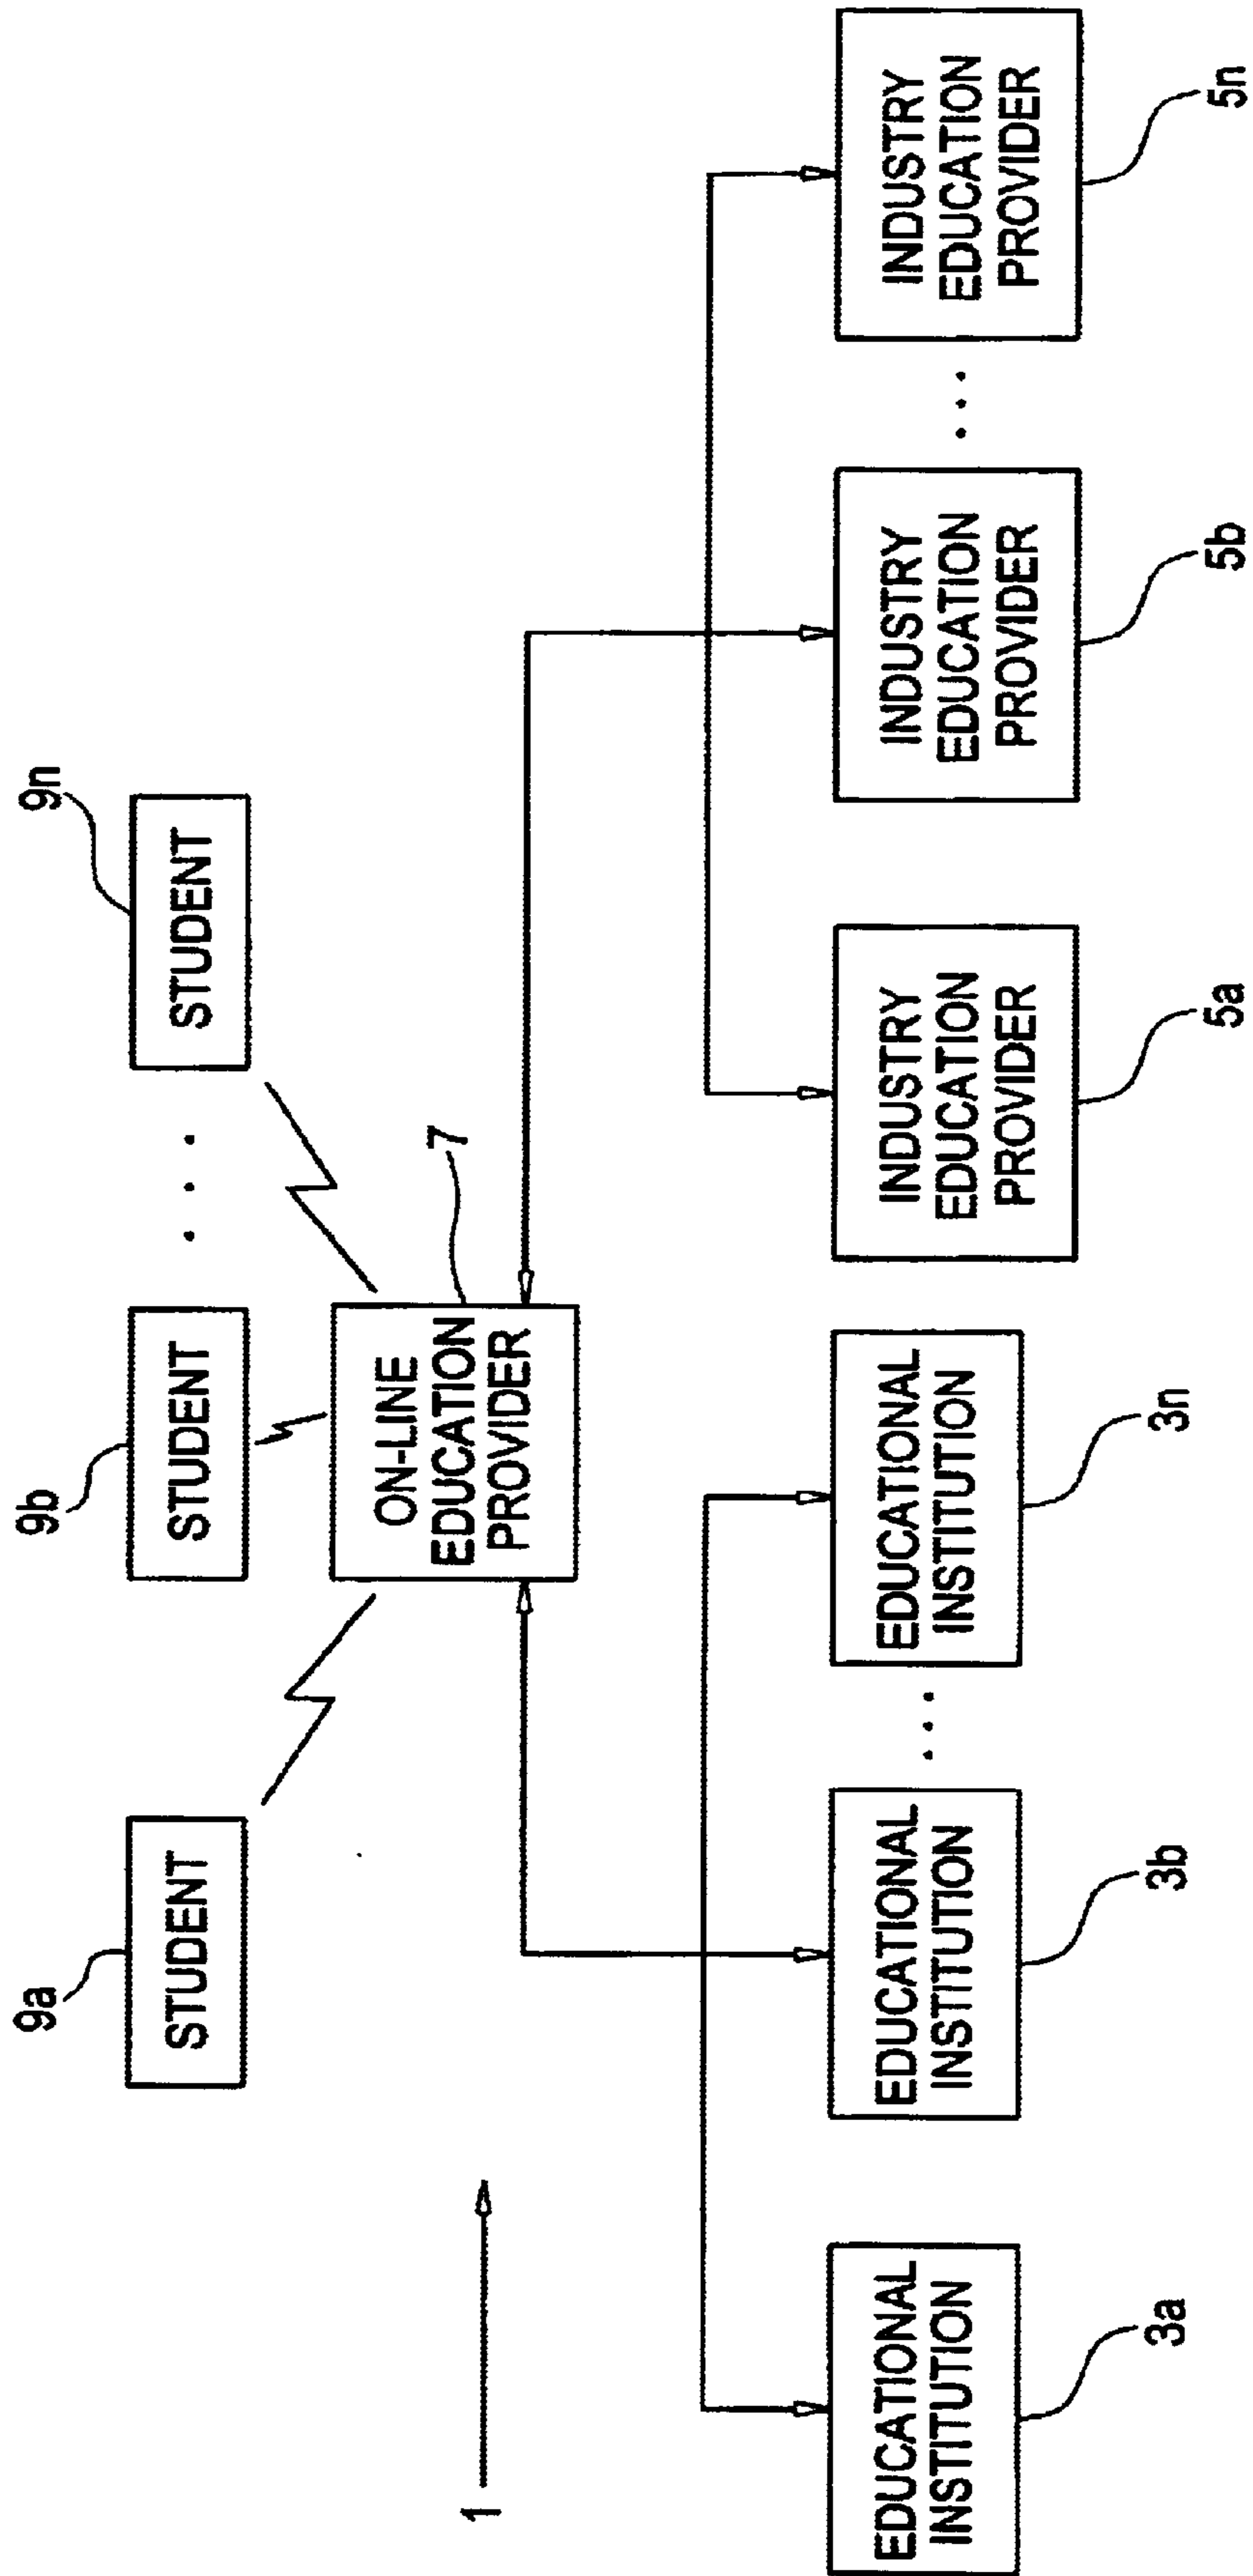 9a
9b
9n
STUDENT
STUDENT
. . .
STUDENT
1
7
ON-LINE
EDUCATION
PROVIDER
EDUCATIONAL
INSTITUTION
3a
EDUCATIONAL
INSTITUTION
3b
. . .
EDUCATIONAL
INSTITUTION
3n
INDUSTRY
EDUCATION
PROVIDER
5a
INDUSTRY
EDUCATION
PROVIDER
5b
. . .
INDUSTRY
EDUCATION
PROVIDER
5n